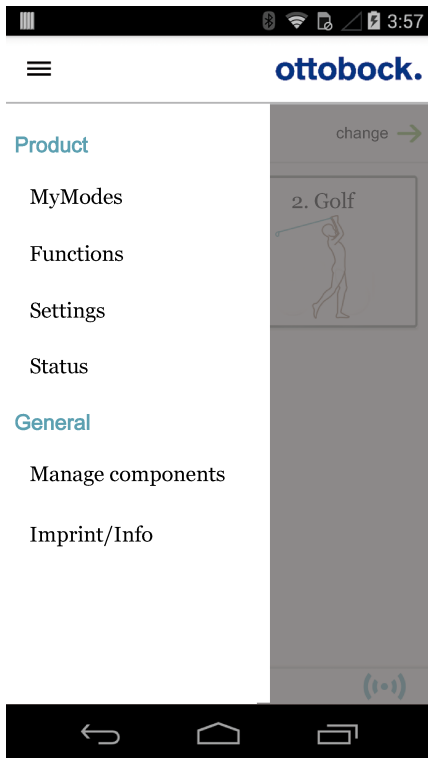 3:57
ottobock.
Product
change
MyModes
2. Golf
Functions
Settings
Status
General
Manage components
Imprint/Info